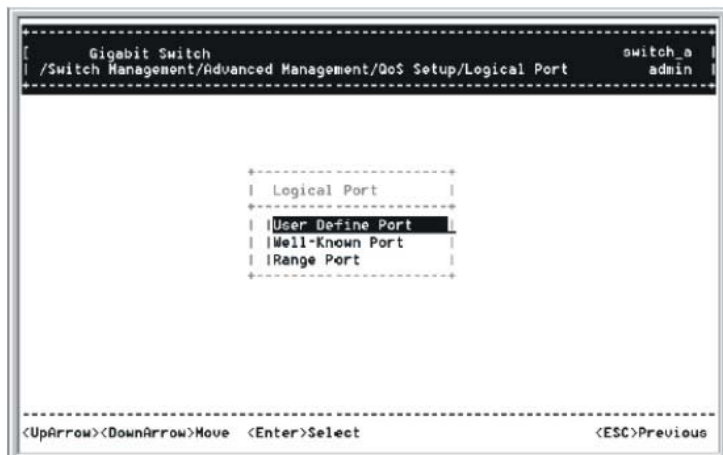 Gigabit Switch switch_a
/Switch Management/Advanced Management/QoS Setup/Logical Port admin
Logical Port
User Define Port
Well-Known Port
Range Port
<UpArrow><DownArrow>Move <Enter>Select <ESC>Previous